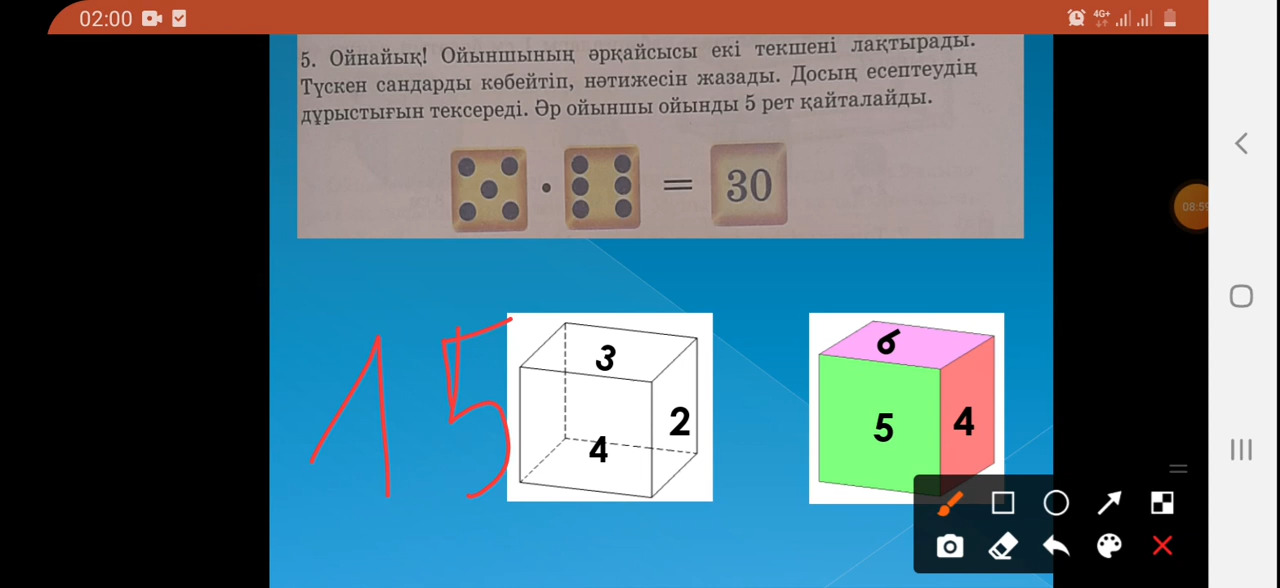 02:00
4G+
5. Ойнайық! Ойыншының әрқайсысы екі текшені лақтырады.
Түскен сандарды көбейтіп, нәтижесін жазады. Досың есептеудің
дұрыстығын тексереді. Әр ойыншы ойынды 5 рет қайталайды.
· = 30
08:59
15
3
2
4
6
5
4